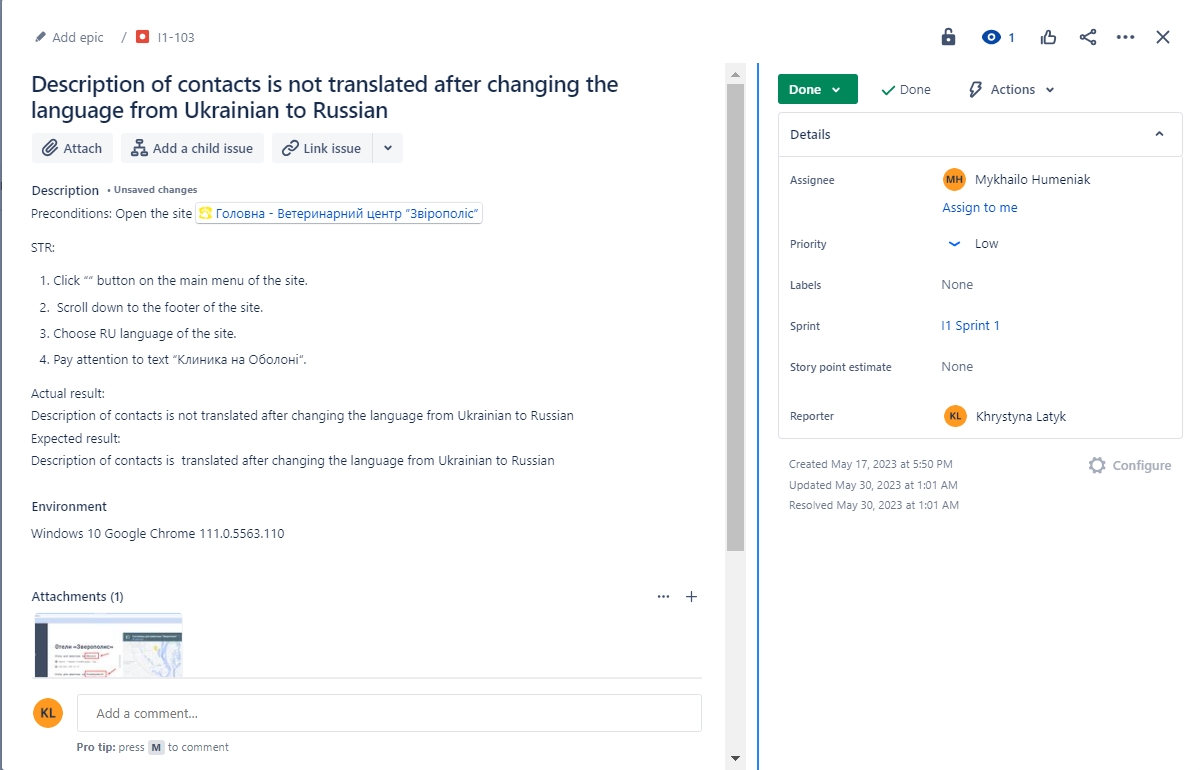 Add epic / I1-103
1
Description of contacts is not translated after changing the
language from Ukrainian to Russian
Attach
Add a child issue
Link issue
Description • Unsaved changes
Preconditions: Open the site Головна - Ветеринарний центр “Звірополіс”
STR:
1. Click “” button on the main menu of the site.
2. Scroll down to the footer of the site.
3. Choose RU language of the site.
4. Pay attention to text “Клиника на Оболоні”.
Actual result:
Description of contacts is not translated after changing the language from Ukrainian to Russian
Expected result:
Description of contacts is translated after changing the language from Ukrainian to Russian
Environment
Windows 10 Google Chrome 111.0.5563.110
Attachments (1)
Отели «Зверополис»
KL
Add a comment...
Pro tip: press M to comment
Done
Done
Actions
Details
Assignee
MH Mykhailo Humeniak
Assign to me
Priority
Low
Labels
None
Sprint
I1 Sprint 1
Story point estimate
None
Reporter
KL Khrystyna Latyk
Created May 17, 2023 at 5:50 PM
Updated May 30, 2023 at 1:01 AM
Resolved May 30, 2023 at 1:01 AM
Configure